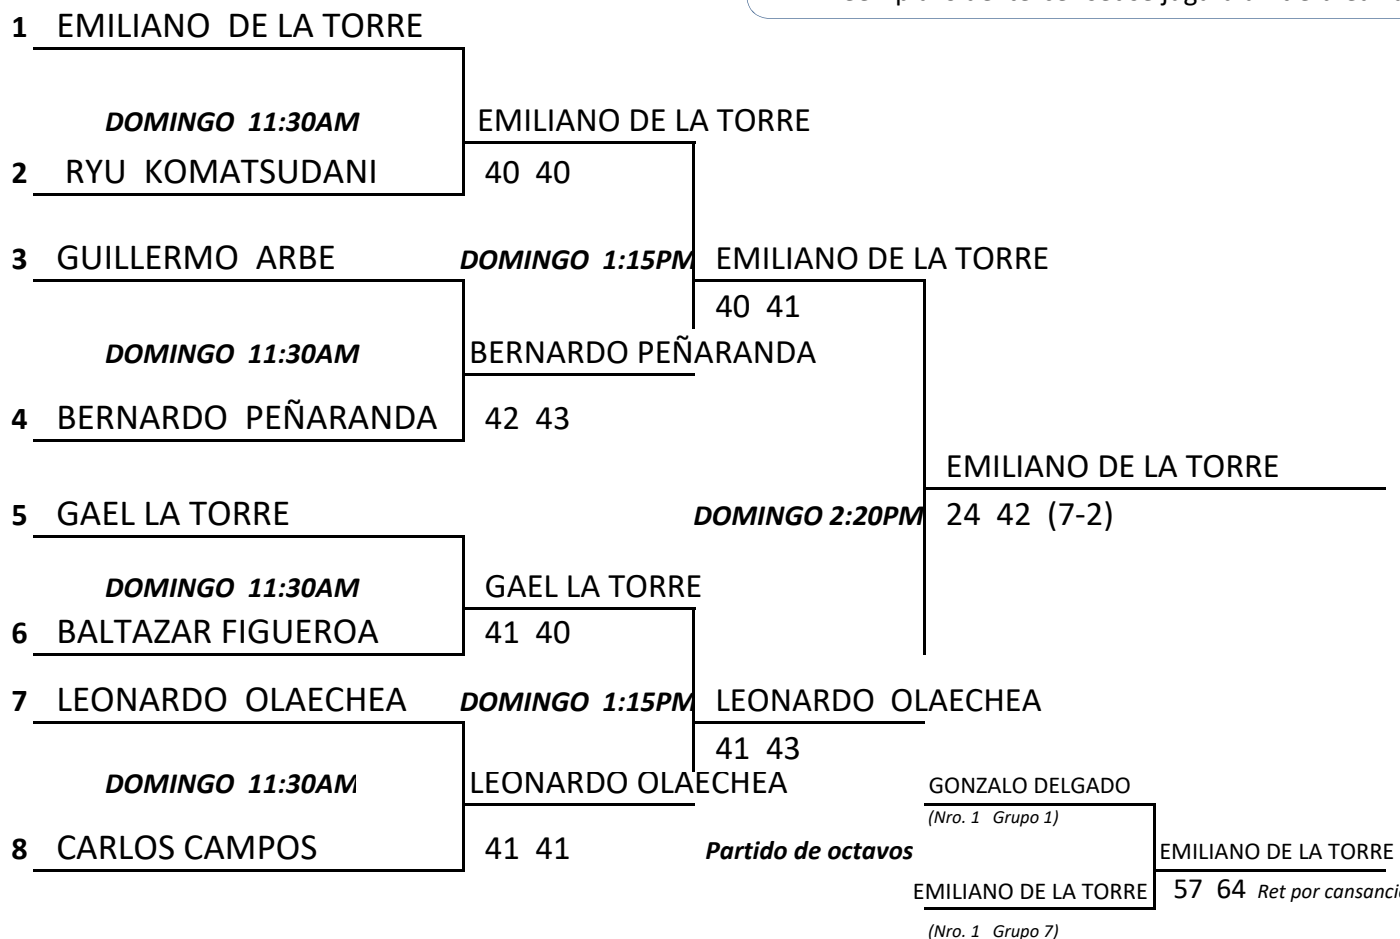 1 EMILIANO DE LA TORRE
DOMINGO 11:30AM EMILIANO DE LA TORRE
2 RYU KOMATSUDANI 40 40
3 GUILLERMO ARBE DOMINGO 1:15PM EMILIANO DE LA TORRE
40 41
DOMINGO 11:30AM BERNARDO PEÑARANDA
4 BERNARDO PEÑARANDA 42 43
EMILIANO DE LA TORRE
5 GAEL LA TORRE DOMINGO 2:20PM 24 42 (7-2)
DOMINGO 11:30AM GAEL LA TORRE
6 BALTAZAR FIGUEROA 41 40
7 LEONARDO OLAECHEA DOMINGO 1:15PM LEONARDO OLAECHEA
41 43
DOMINGO 11:30AM LEONARDO OLAECHEA GONZALO DELGADO
(Nro. 1 Grupo 1)
8 CARLOS CAMPOS 41 41 Partido de octavos EMILIANO DE LA TORRE
EMILIANO DE LA TORRE 57 64 Ret por
(Nro. 1 Grupo 7)